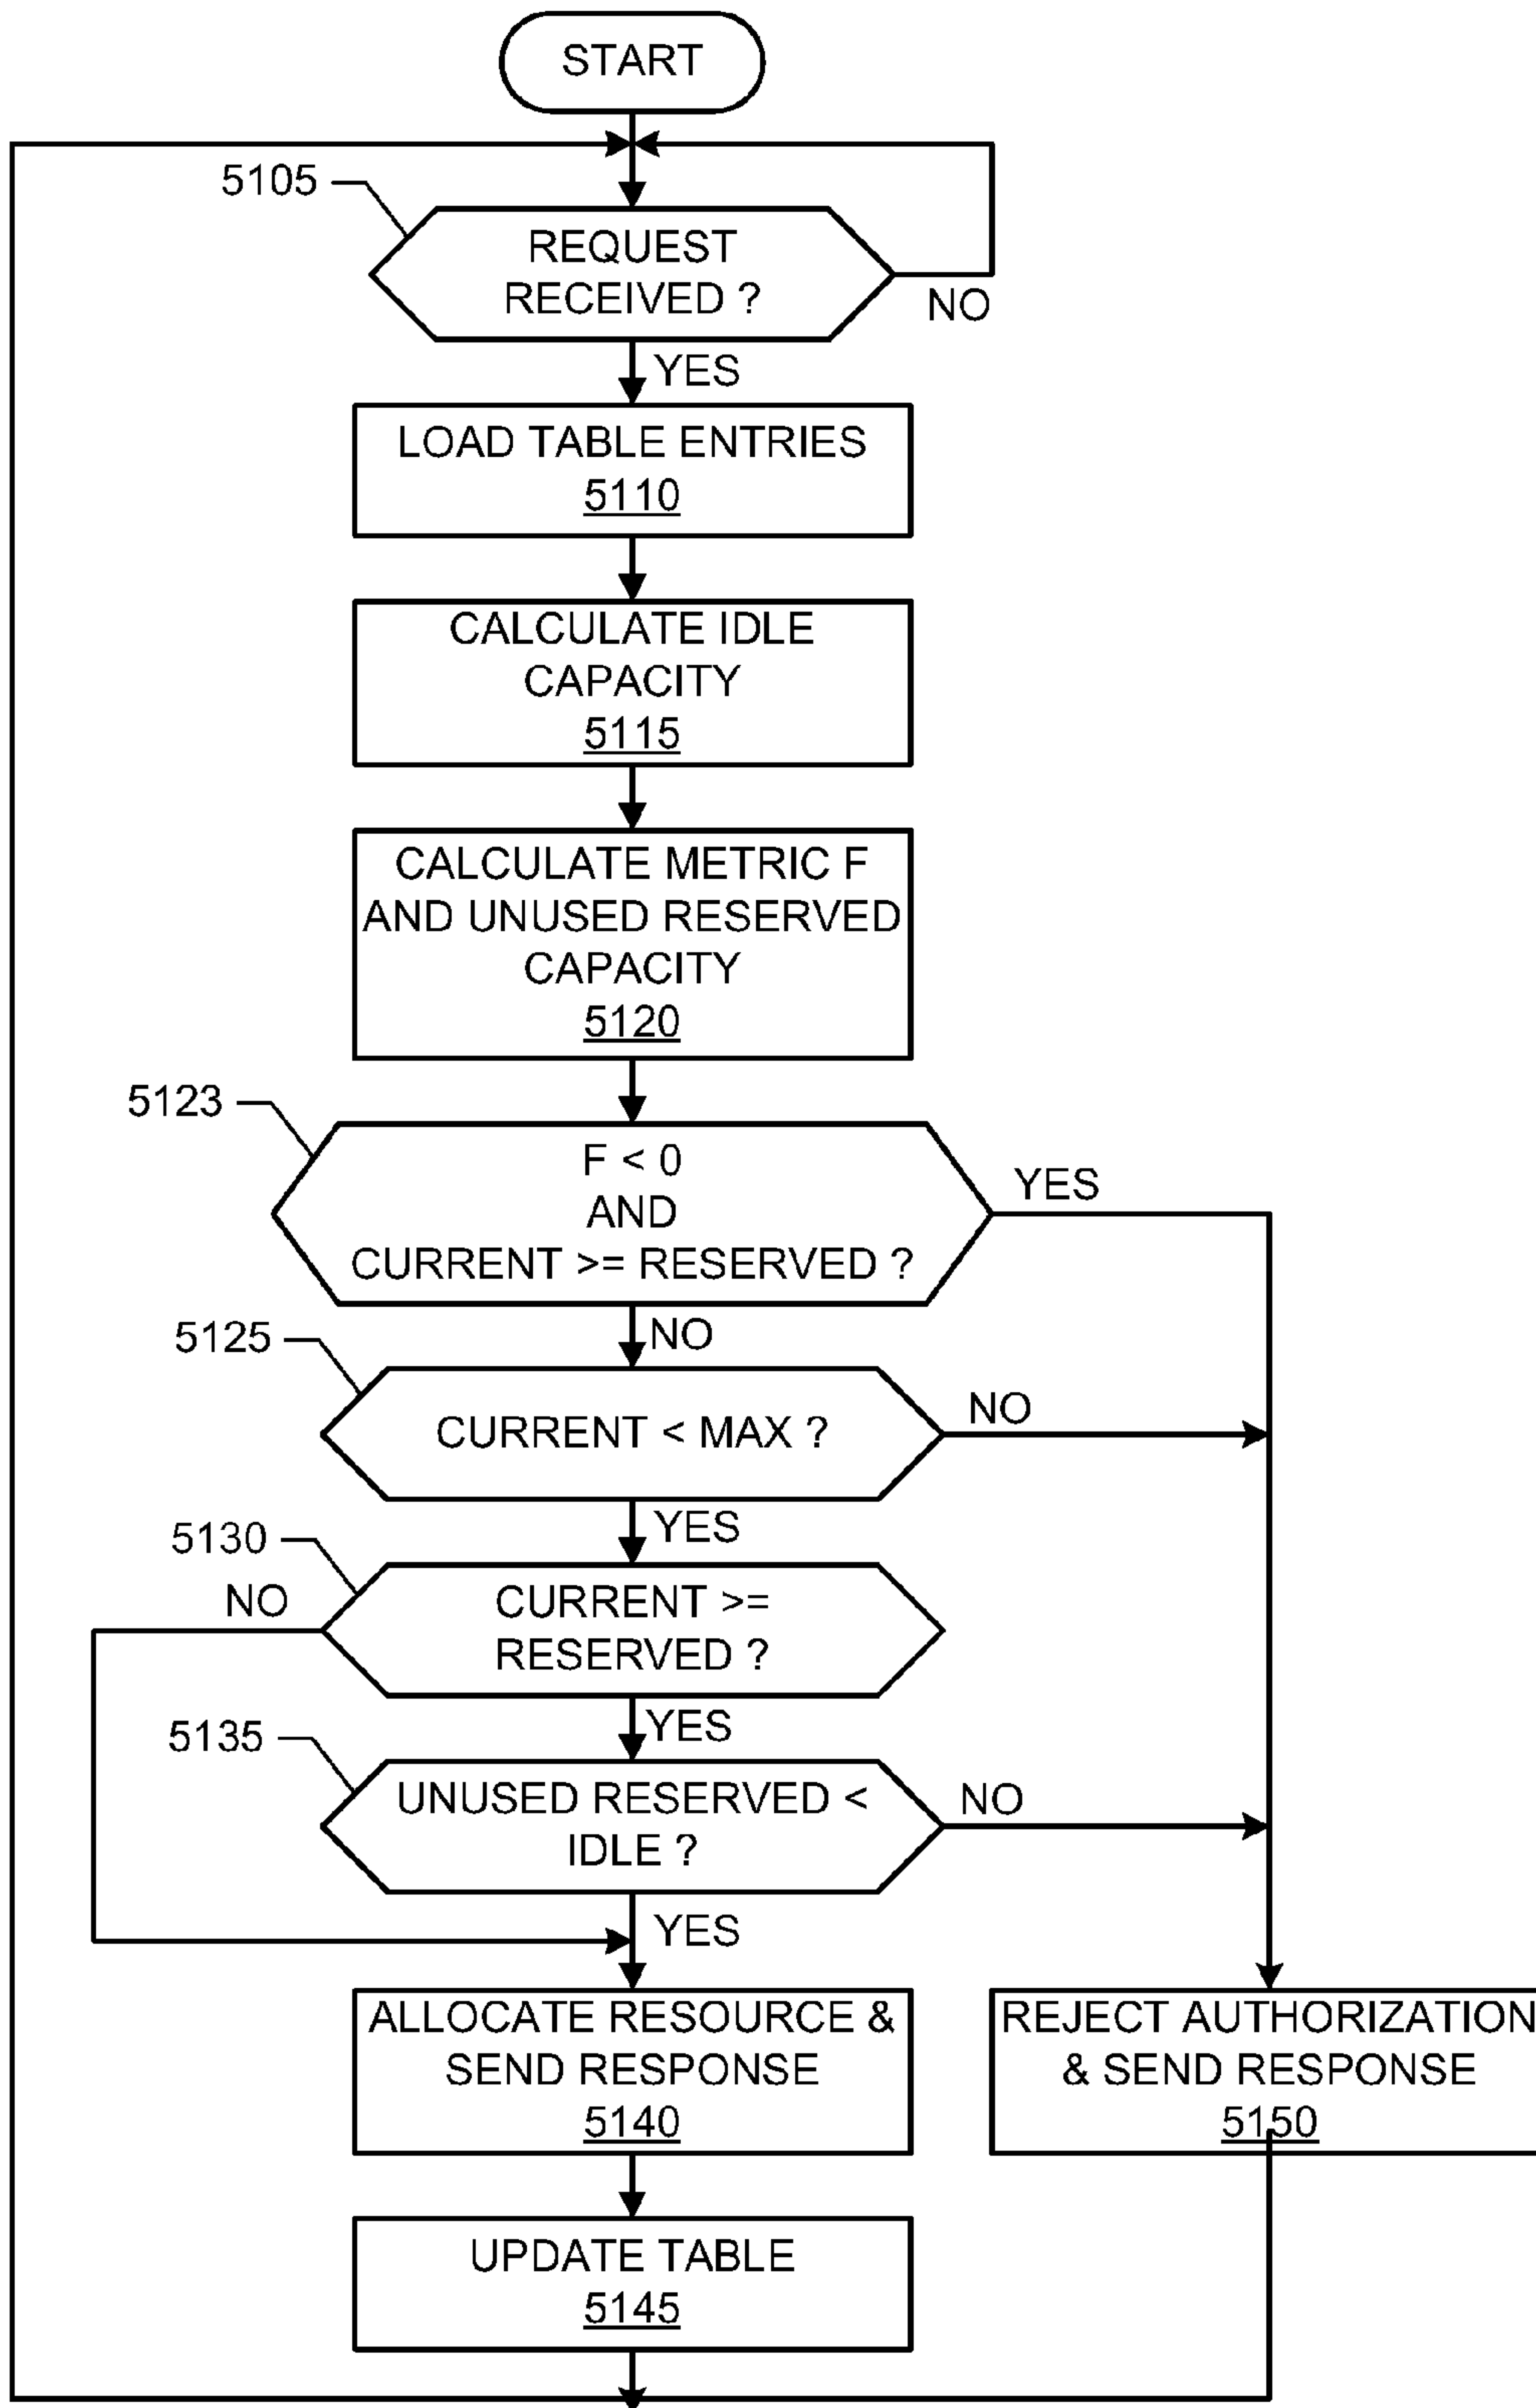 START
5105
REQUEST
RECEIVED ?
NO
YES
LOAD TABLE ENTRIES
5110
CALCULATE IDLE
CAPACITY
5115
CALCULATE METRIC F
AND UNUSED RESERVED
CAPACITY
5120
5123
F < 0
AND
CURRENT >= RESERVED ?
YES
NO
5125
CURRENT < MAX ?
NO
YES
5130
NO
CURRENT >=
RESERVED ?
YES
5135
UNUSED RESERVED <
IDLE ?
NO
YES
ALLOCATE RESOURCE &
SEND RESPONSE
5140
REJECT AUTHORIZATION
& SEND RESPONSE
5150
UPDATE TABLE
5145